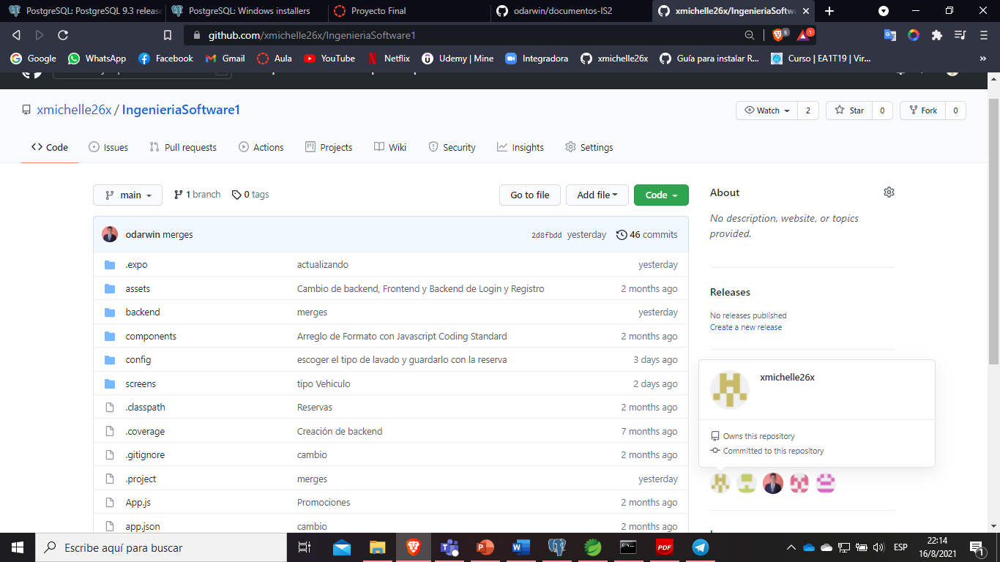 PostgreSQL: PostgreSQL 9.3 release
PostgreSQL: Windows installers
Proyecto Final
odarwin/documentos-IS2
xmichelle26x/IngenieriaSoftwa
github.com/xmichelle26x/IngenieriaSoftware1
5
1
Google
WhatsApp
Facebook
Gmail
Aula
YouTube
Netflix
Udemy | Mine
Integradora
xmichelle26x
Guía para instalar R...
Curso | EA1T19 | Vir...
»
xmichelle26x / IngenieriaSoftware1
Watch 2
Star 0
Fork 0
Code
Issues
Pull requests
Actions
Projects
Wiki
Security
Insights
Settings
main
1 branch
0 tags
Go to file
Add file
Code
odarwin merges 2d8fbdd yesterday 46 commits
.expo actualizando yesterday
assets Cambio de backend, Frontend y Backend de Login y Registro 2 months ago
backend merges yesterday
components Arreglo de Formato con Javascript Coding Standard 2 months ago
config escoger el tipo de lavado y guardarlo con la reserva 3 days ago
screens tipo Vehiculo 2 days ago
.classpath Reservas 2 months ago
.coverage Creación de backend 7 months ago
.gitignore cambio 2 months ago
.project merges yesterday
App.js Promociones 2 months ago
app.json cambio 2 months ago
About
No description, website, or topics
provided.
Releases
No releases published
Create a new release
xmichelle26x
Owns this repository
Committed to this repository
Escribe aquí para buscar
PDF
ESP
22:14
16/8/2021
1